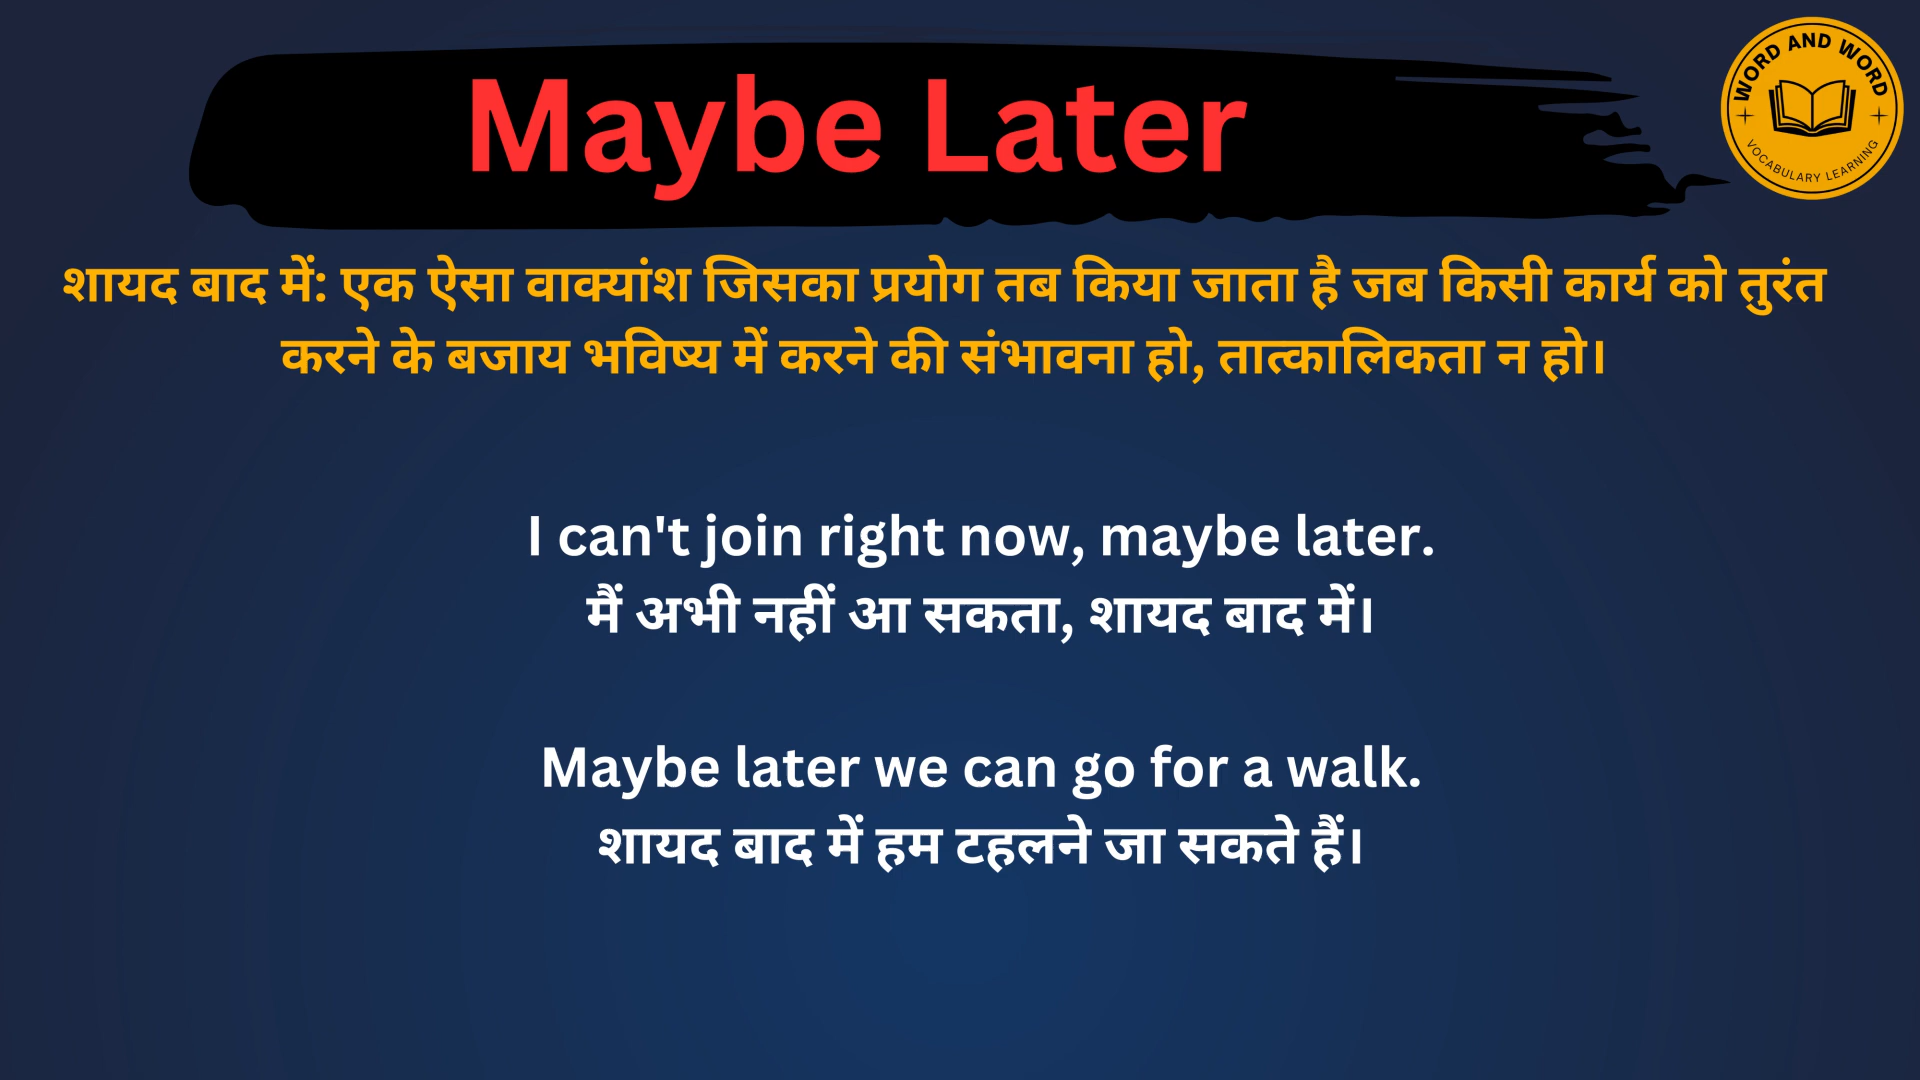 Maybe Later
WORD AND WORD
VOCABULARY LEARNING
शायद बाद में: एक ऐसा वाक्यांश जिसका प्रयोग तब किया जाता है जब किसी कार्य को तुरंत
करने के बजाय भविष्य में करने की संभावना हो, तात्कालिकता न हो।
I can't join right now, maybe later.
मैं अभी नहीं आ सकता, शायद बाद में।
Maybe later we can go for a walk.
शायद बाद में हम टहलने जा सकते हैं।